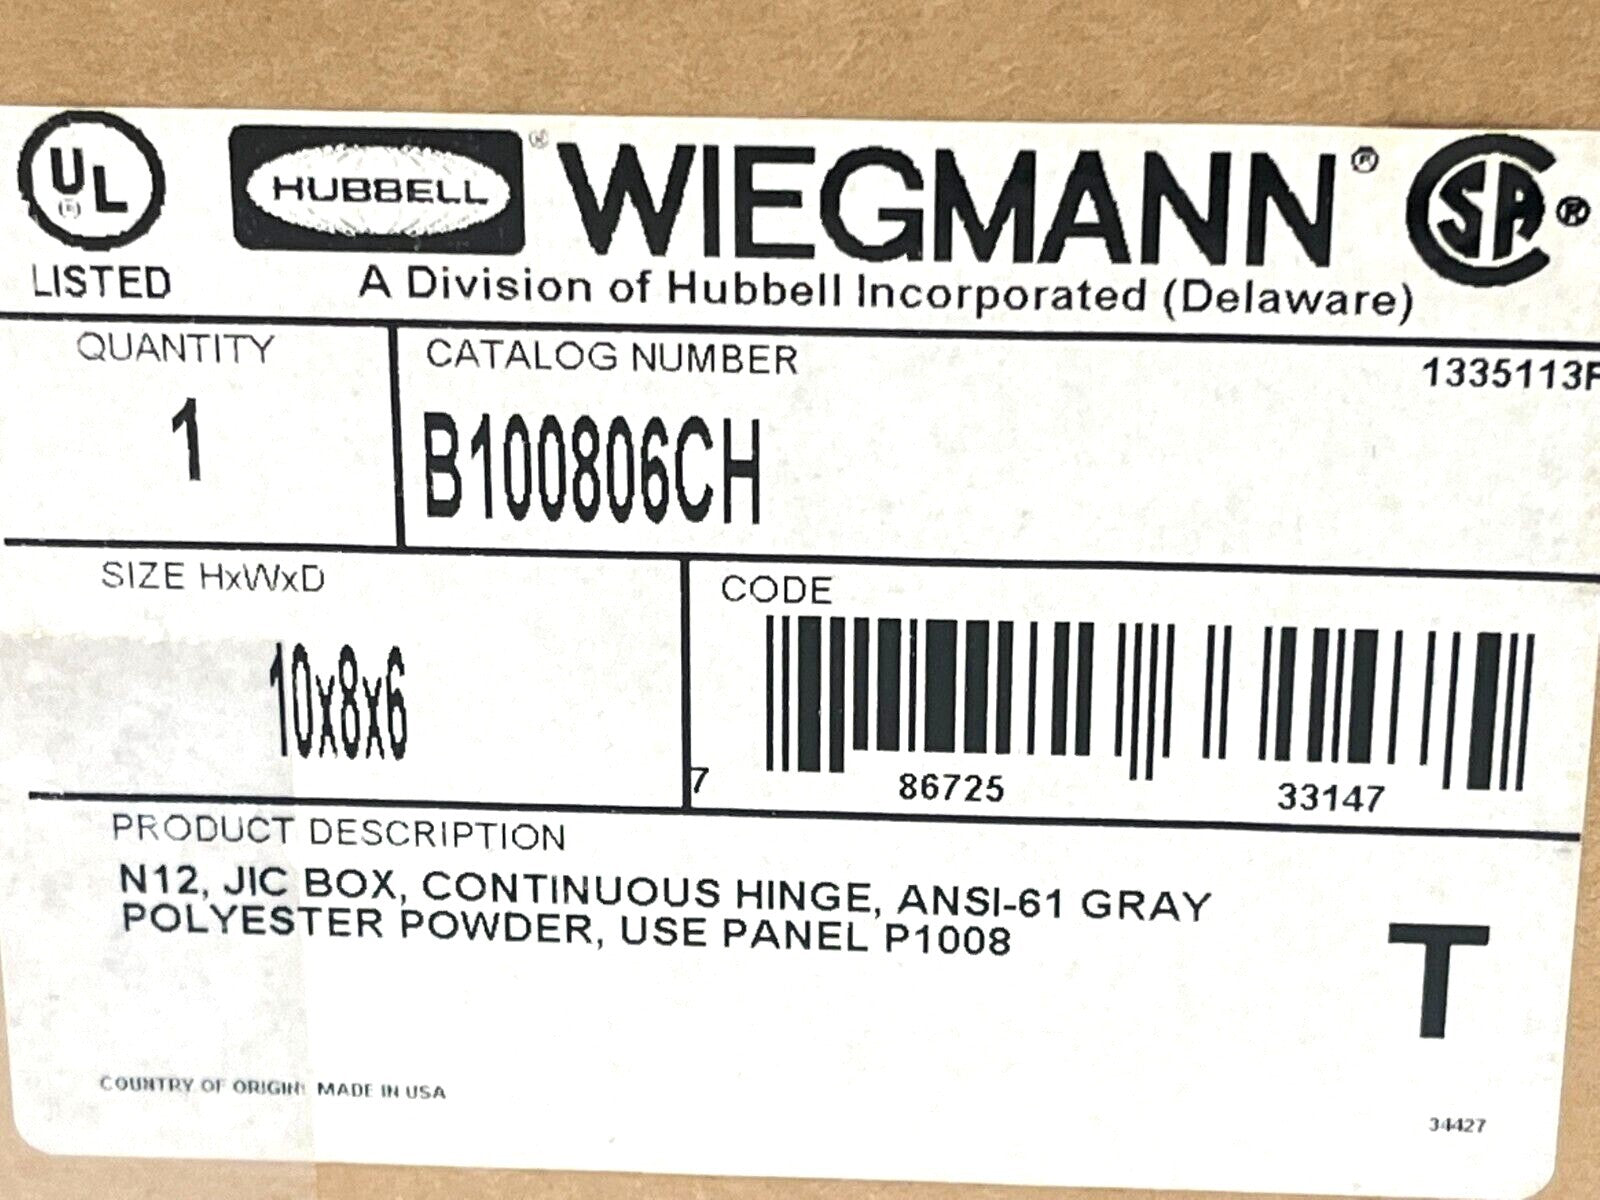 UL
®
LISTED
HUBBELL® WIEGMANN®
SA®
A Division of Hubbell Incorporated (Delaware)
QUANTITY
1
CATALOG NUMBER
1335113F
B100806CH
SIZE HxWxD
10x8x6
CODE
7 86725 33147
PRODUCT DESCRIPTION
N12, JIC BOX, CONTINUOUS HINGE, ANSI-61 GRAY
POLYESTER POWDER, USE PANEL P1008
T
COUNTRY OF ORIGIN: MADE IN USA
34427